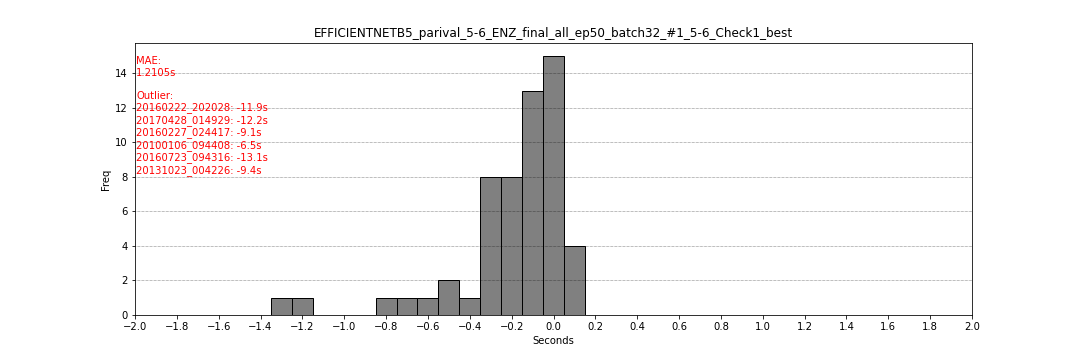 EFFICIENTNETB5_parival_5-6_ENZ_final_all_ep50_batch32_#1_5-6_Check1_best
MAE:
1.2105s
Outlier:
20160222_202028: -11.9s
20170428_014929: -12.2s
20160227_024417: -9.1s
20100106_094408: -6.5s
20160723_094316: -13.1s
20131023_004226: -9.4s
Freq
14
12
10
8
6
4
2
0
−2.0 −1.8 −1.6 −1.4 −1.2 −1.0 −0.8 −0.6 −0.4 −0.2 0.0 0.2 0.4 0.6 0.8 1.0 1.2 1.4 1.6 1.8 2.0
Seconds